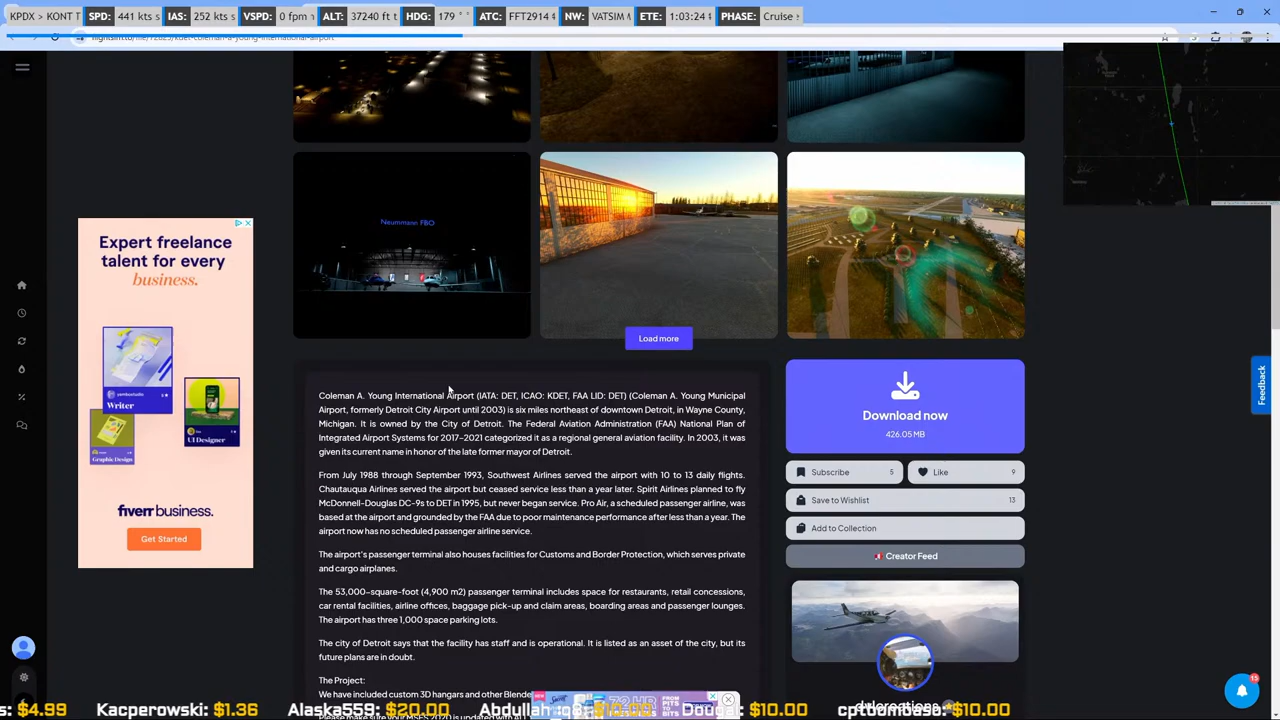 KPDX > KONT T SPD: 441 kts s IAS: 252 kts s VSPD: 0 fpm ALT: 37240 ft t HDG: 179 ° ° ATC: FFT2914 NW: VATSIM ETE: 1:03:24 PHASE: Cruise
Neummann FBO
Load more
Expert freelance
talent for every
business.
Writer
UI Designer
Graphic Design
fiverr business.
Get Started
Coleman A. Young International Airport (IATA: DET, ICAO: KDET, FAA LID: DET) (Coleman A. Young Municipal
Airport, formerly Detroit City Airport until 2003) is six miles northeast of downtown Detroit, in Wayne County,
Michigan. It is owned by the City of Detroit. The Federal Aviation Administration (FAA) National Plan of
Integrated Airport Systems for 2017–2021 categorized it as a regional general aviation facility. In 2003, it was
given its current name in honor of the late former mayor of Detroit.
From July 1988 through September 1993, Southwest Airlines served the airport with 10 to 13 daily flights.
Chautauqua Airlines served the airport but ceased service less than a year later. Spirit Airlines planned to fly
McDonnell-Douglas DC-9s to DET in 1995, but never began service. Pro Air, a scheduled passenger airline, was
based at the airport and grounded by the FAA due to poor maintenance performance after less than a year. The
airport now has no scheduled passenger airline service.
The airport's passenger terminal also houses facilities for Customs and Border Protection, which serves private
and cargo airplanes.
The 53,000-square-foot (4,900 m2) passenger terminal includes space for restaurants, retail concessions,
car rental facilities, airline offices, baggage pick-up and claim areas, boarding areas and passenger lounges.
The airport has three 1,000 space parking lots.
The city of Detroit says that the facility has staff and is operational. It is listed as an asset of the city, but its
future plans are in doubt.
The Project:
We have included custom 3D hangars and other Blende
Download now
426.05 MB
Subscribe 5
Like 9
Save to Wishlist 13
Add to Collection
Creator Feed
Feedback
13
s: $4.99 Kacperowski: $1.36 Alaska559: $20.00 Abdullah $10.00 Dougal: $10.00 cpttombase: $10.00